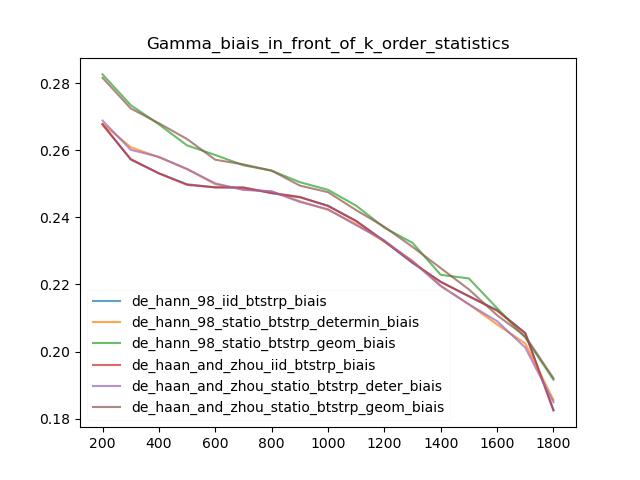 Gamma_biais_in_front_of_k_order_statistics
0.28
0.26
0.24
0.22
0.20
0.18
de_hann_98_iid_btstrp_biais
de_hann_98_statio_btstrp_determin_biais
de_hann_98_statio_btstrp_geom_biais
de_haan_and_zhou_iid_btstrp_biais
de_haan_and_zhou_statio_btstrp_deter_biais
de_haan_and_zhou_statio_btstrp_geom_biais
200 400 600 800 1000 1200 1400 1600 1800